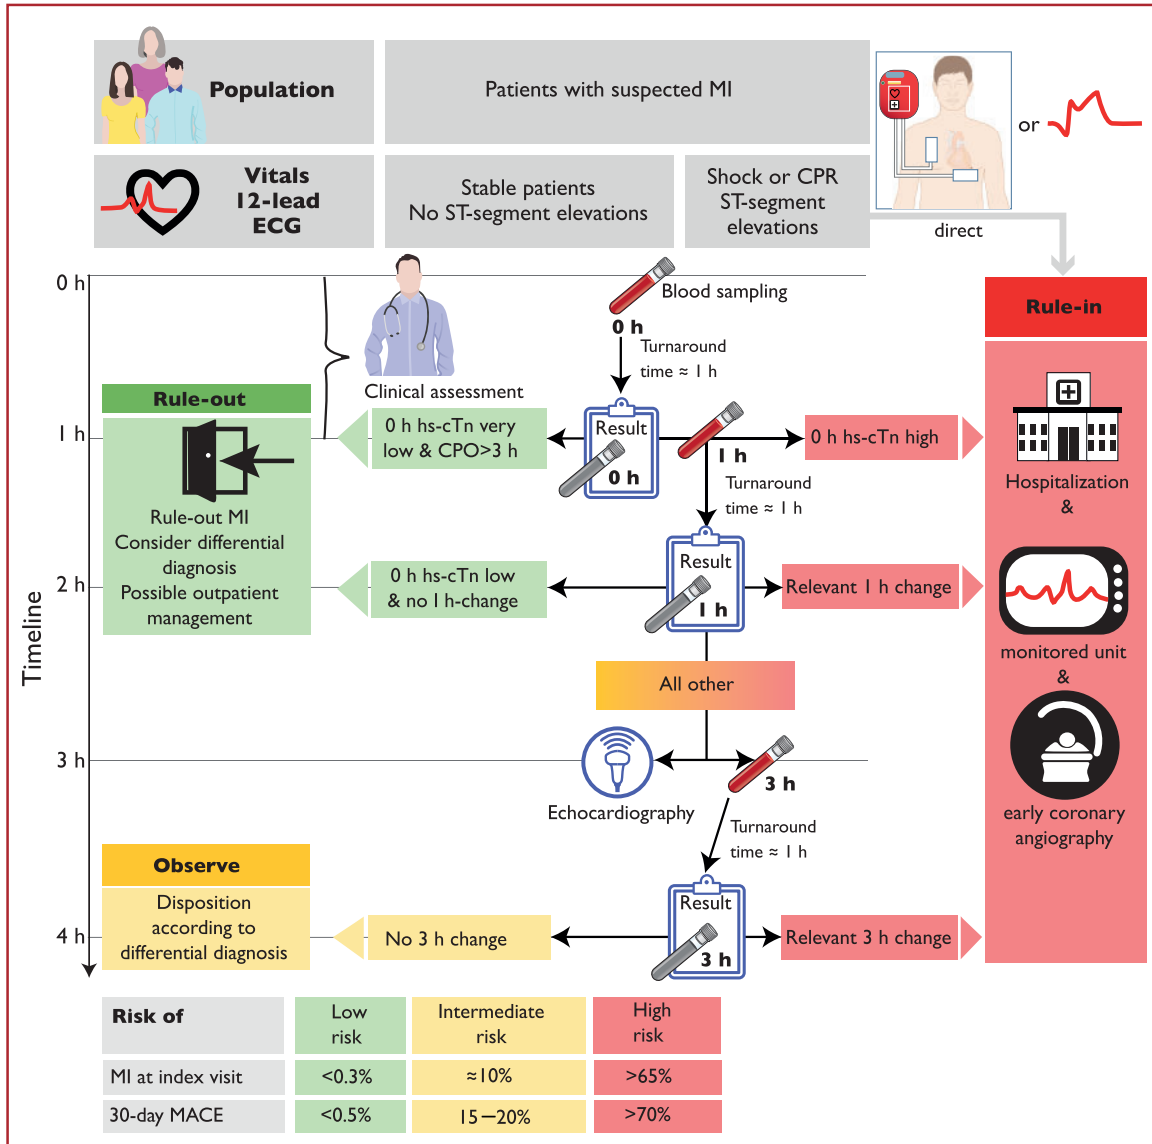 Population
Patients with suspected MI
or
Vitals
12-lead
ECG
Stable patients
No ST-segment elevations
Shock or CPR
ST-segment
elevations
direct
Timeline
0 h
1 h
2 h
3 h
4 h
Blood sampling
0 h
Turnaround
time ≈ 1 h
Clinical assessment
Rule-in
Rule-out
0 h hs-cTn very
low & CPO>3 h
Result
0 h
1 h
0 h hs-cTn high
Turnaround
time ≈ 1 h
Hospitalization
&
Rule-out MI
Consider differential
diagnosis
Possible outpatient
management
0 h hs-cTn low
& no 1 h-change
Result
1 h
Relevant 1 h change
monitored unit
&
All other
Echocardiography
3 h
Turnaround
time ≈ 1 h
early coronary
angiography
Observe
Disposition
according to
differential diagnosis
No 3 h change
Result
3 h
Relevant 3 h change
Risk of
Low
risk
Intermediate
risk
High
risk
MI at index visit
<0.3%
≈10%
>65%
30-day MACE
<0.5%
15—20%
>70%